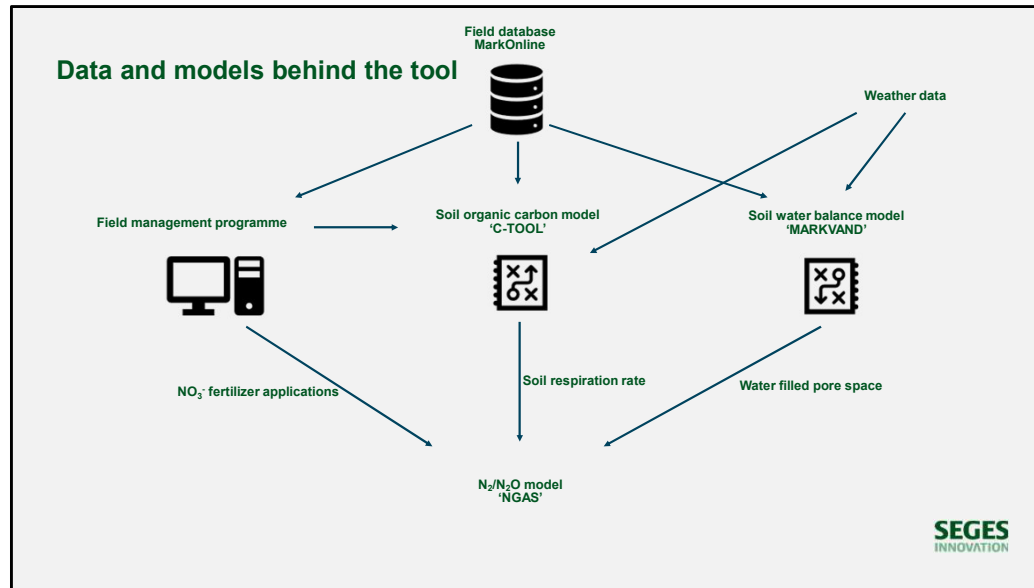 Field database
MarkOnline
Data and models behind the tool
Weather data
Field management programme
Soil organic carbon model
‘C-TOOL’
Soil water balance model
‘MARKVAND’
NO₃⁻ fertilizer applications
Soil respiration rate
Water filled pore space
N₂/N₂O model
‘NGAS’
SEGES
INNOVATION